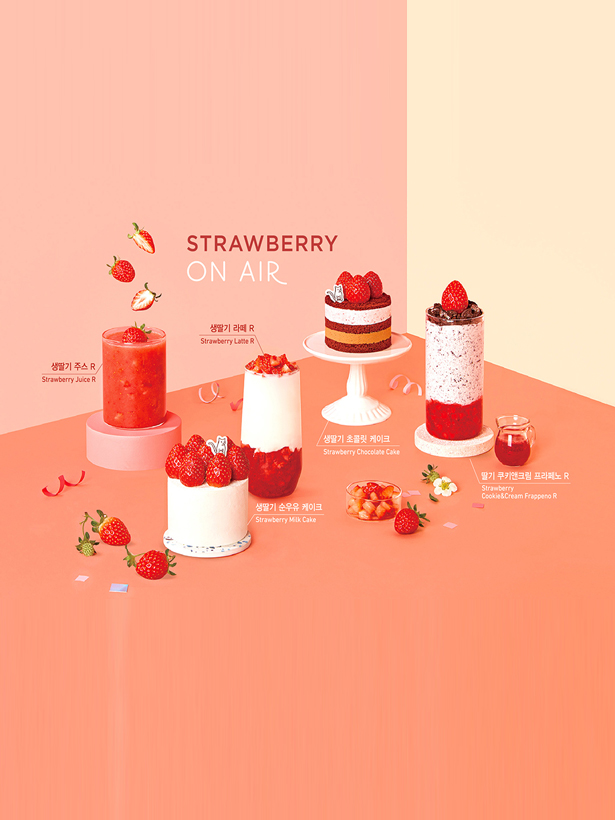 STRAWBERRY
ON AIR
생딸기 라떼 R
Strawberry Latte R
생딸기 주스 R
Strawberry Juice R
생딸기 초콜릿 케이크
Strawberry Chocolate Cake
딸기 쿠키앤크림 프라페노 R
Strawberry
Cookie&Cream Frappeno R
생딸기 순우유 케이크
Strawberry Milk Cake